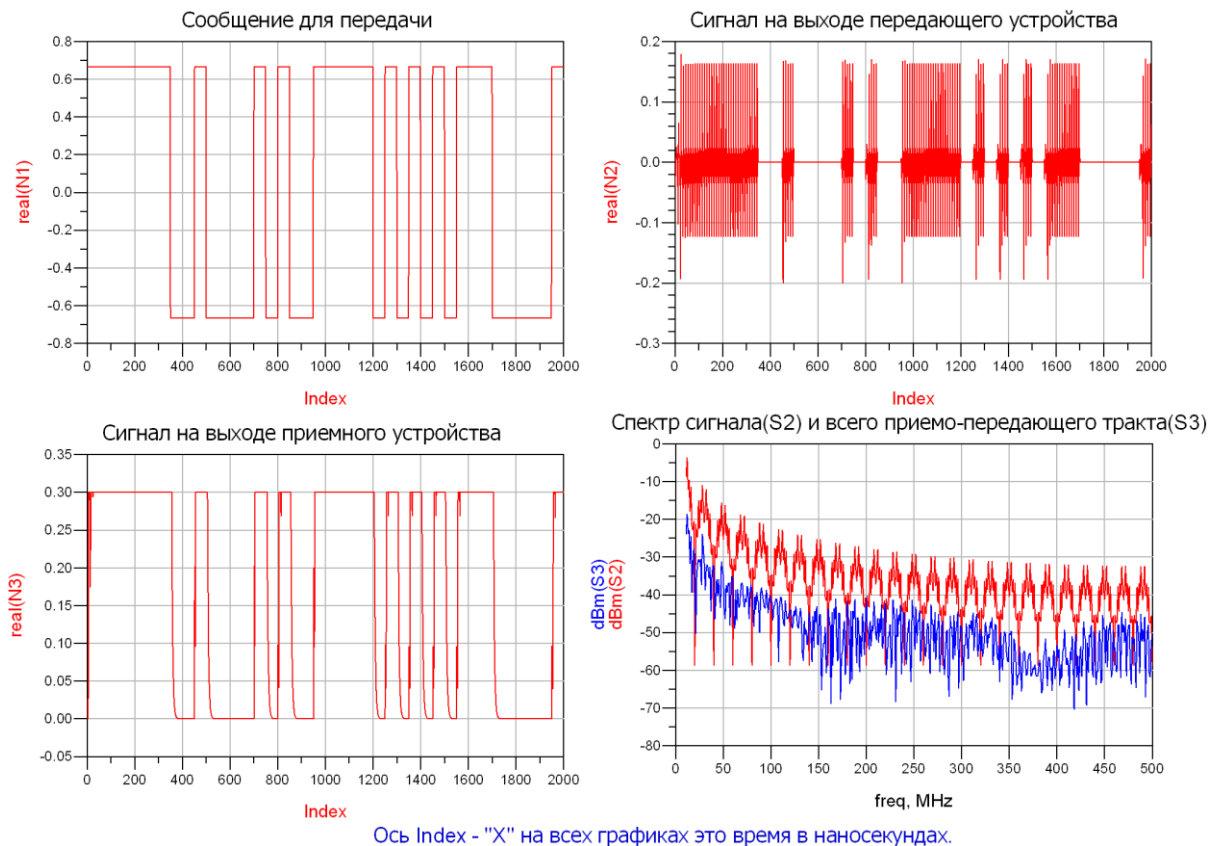 Сообщение для передачи
0.8
0.6
0.4
0.2
0.0
-0.2
-0.4
-0.6
-0.8
real(N1)
0 200 400 600 800 1000 1200 1400 1600 1800 2000
Index
Сигнал на выходе передающего устройства
0.2
0.1
0.0
-0.1
-0.2
-0.3
real(N2)
0 200 400 600 800 1000 1200 1400 1600 1800 2000
Index
Сигнал на выходе приемного устройства
0.35
0.30
0.25
0.20
0.15
0.10
0.05
0.00
-0.05
real(N3)
0 200 400 600 800 1000 1200 1400 1600 1800 2000
Index
Спектр сигнала(S2) и всего приемо-передающего тракта(S3)
0
-10
-20
-30
-40
-50
-60
-70
-80
dBm(S3)
dBm(S2)
0 50 100 150 200 250 300 350 400 450 500
freq, MHz
Ось Index - "X" на всех графиках это время в наносекундах.